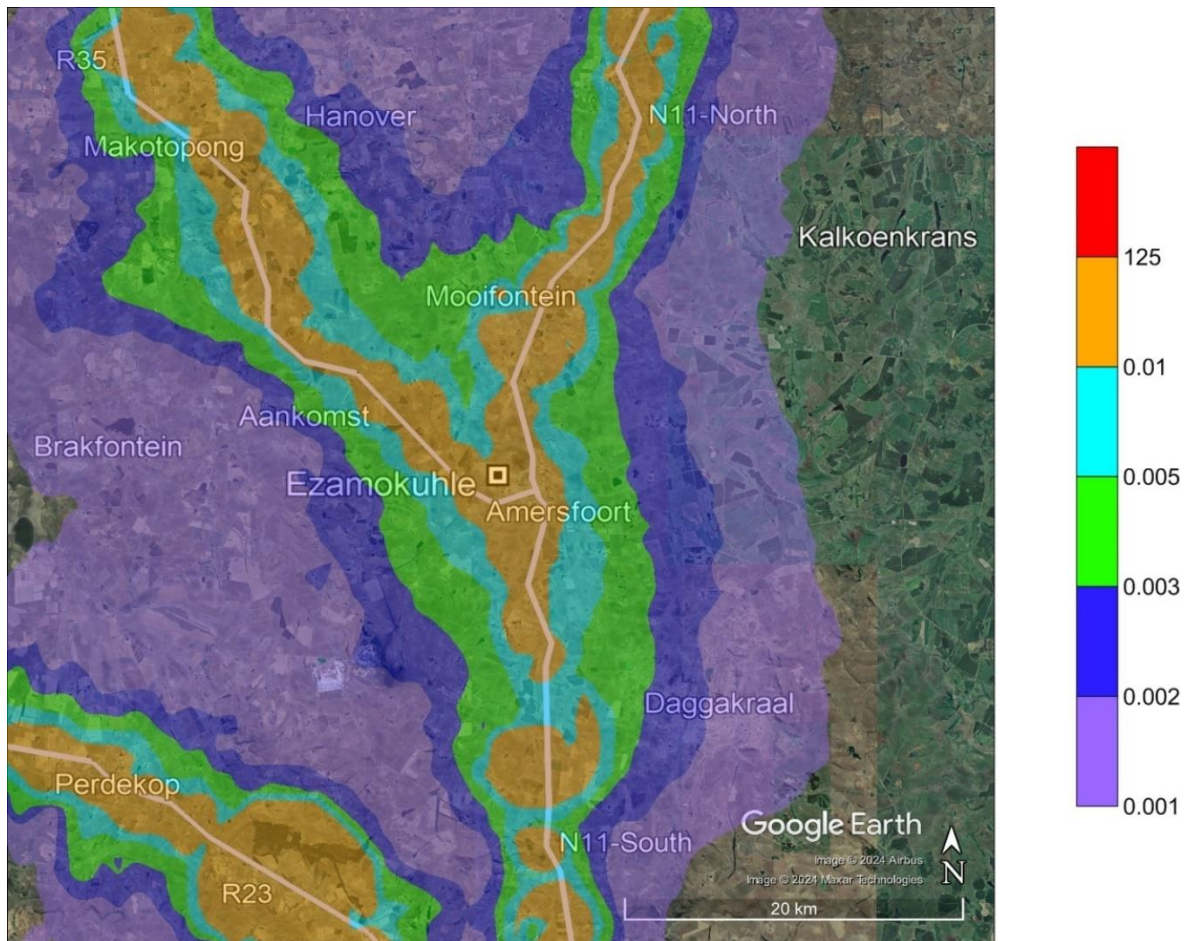 R35
Hanover
N11-North
Makotopong
Kalkoenkrans
Mooifontein
Aankomst
Brakfontein
Ezamokuhle
Amersfoort
Daggakraal
Perdekop
N11-South
R23
Google Earth
Image © 2024 Airbus
Image © 2024 Maxar Technologies
N
20 km
125
0.01
0.005
0.003
0.002
0.001